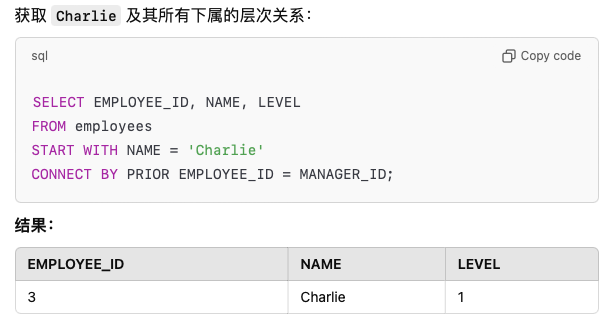 获取 Charlie 及其所有下属的层次关系：
sql Copy code
SELECT EMPLOYEE_ID, NAME, LEVEL
FROM employees
START WITH NAME = 'Charlie'
CONNECT BY PRIOR EMPLOYEE_ID = MANAGER_ID;
结果：
EMPLOYEE_ID NAME LEVEL
3 Charlie 1